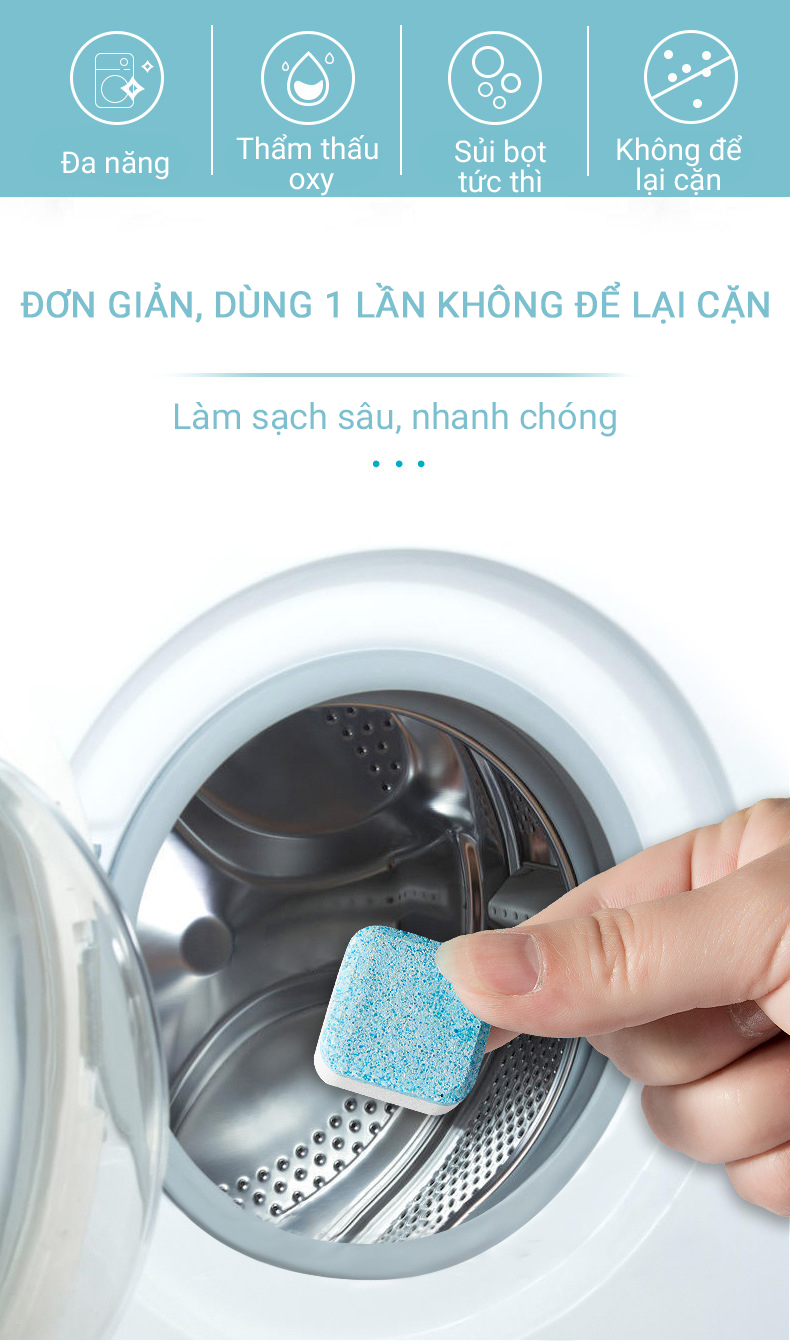 Đa năng
Thẩm thấu
oxy
Sủi bọt
tức thì
Không để
lại cặn
ĐƠN GIẢN, DÙNG 1 LẦN KHÔNG ĐỂ LẠI CẶN
Làm sạch sâu, nhanh chóng